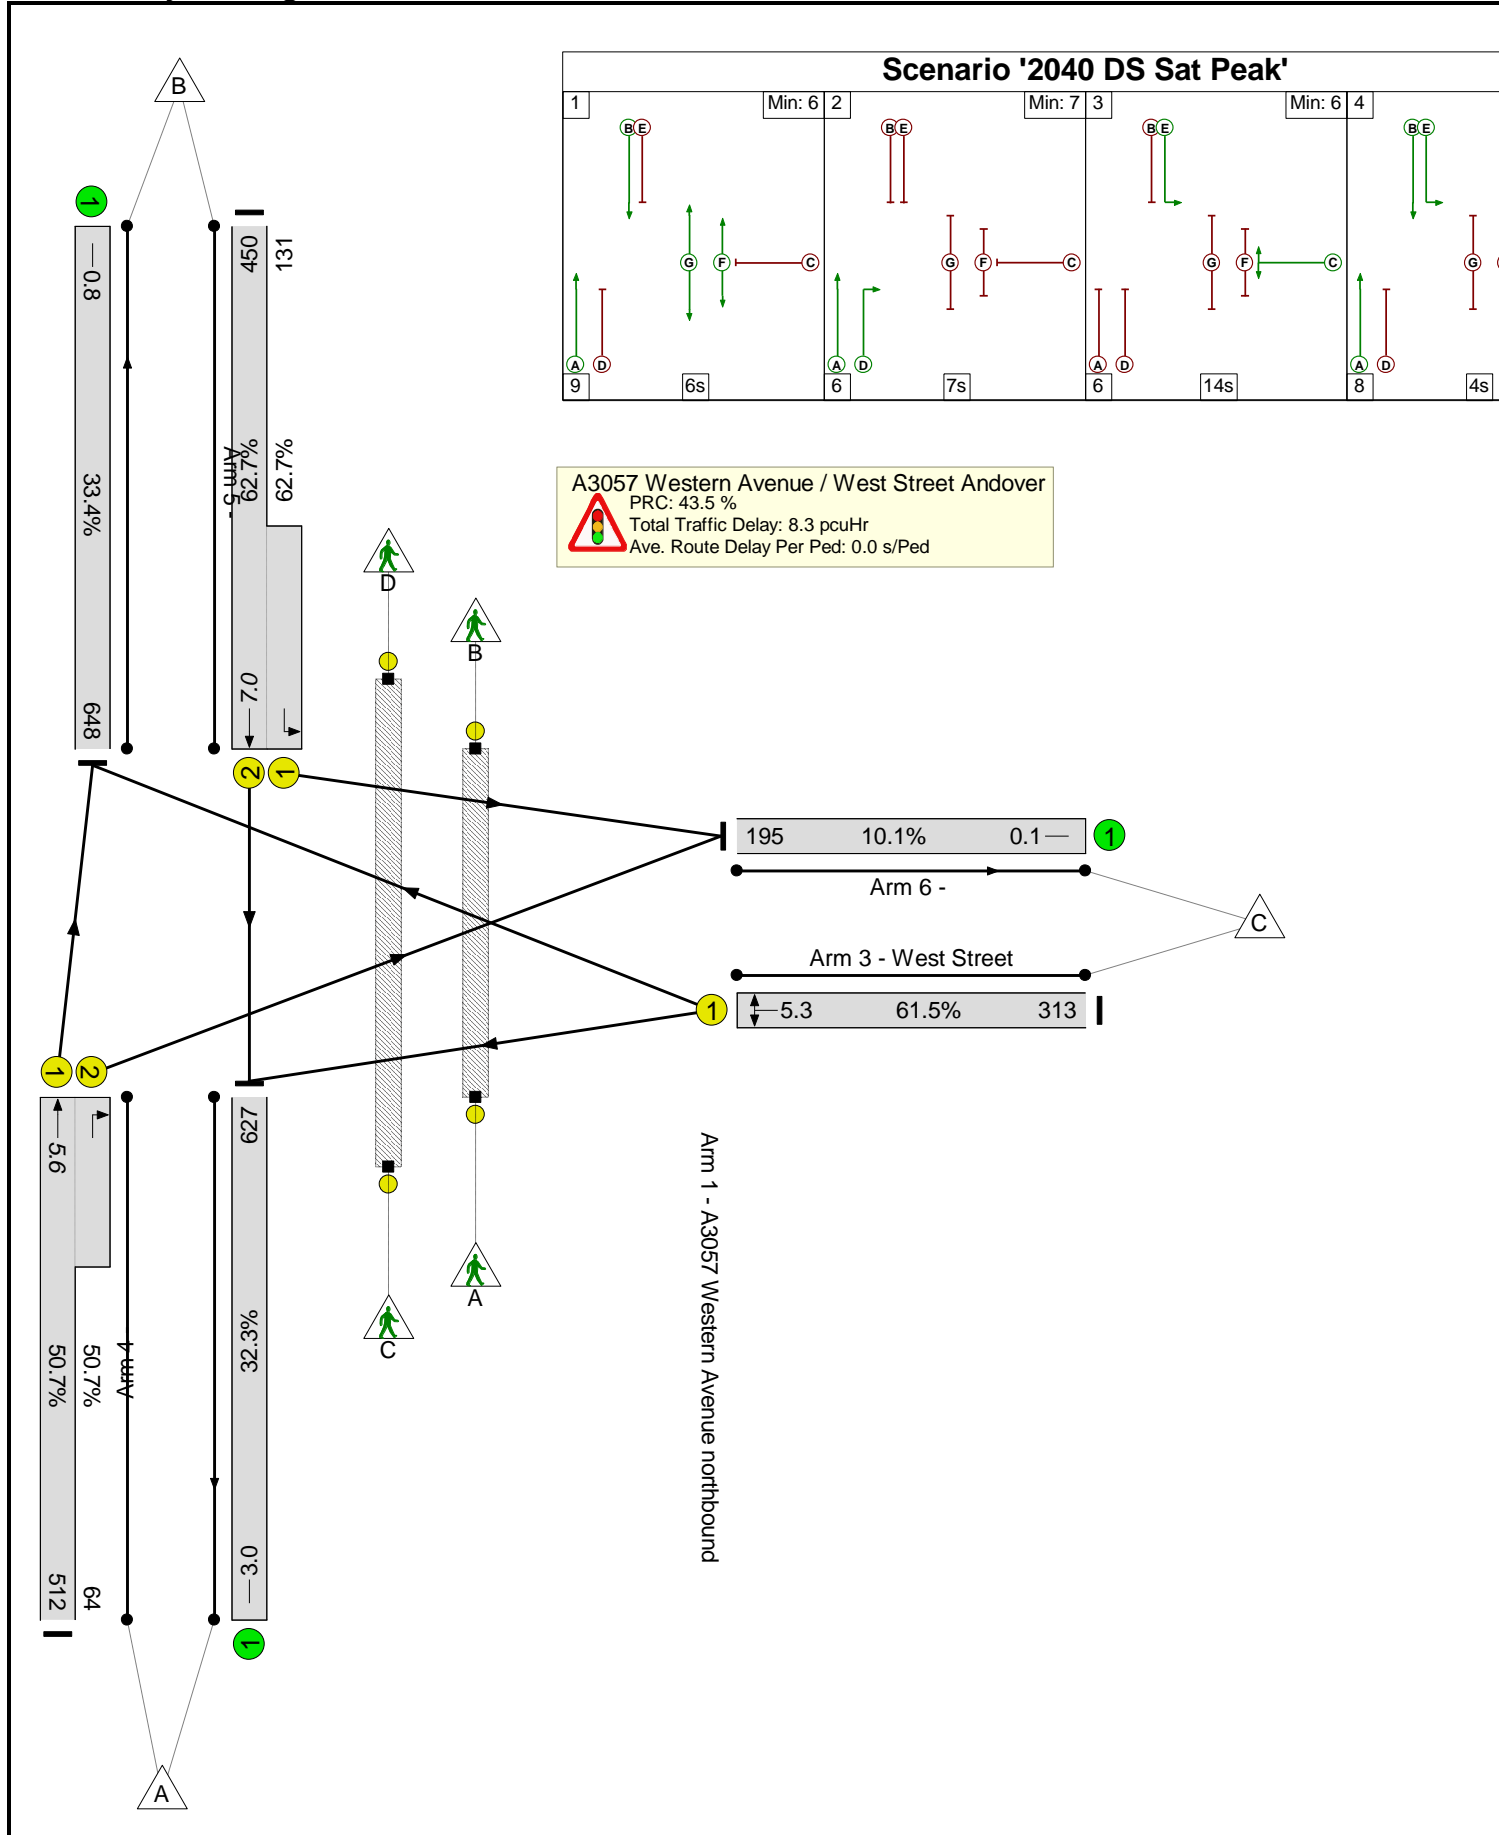 Scenario '2040 DS Sat Peak'
1 Min: 6 2 Min: 7 3 Min: 6 4
B E B E B E B E
G F C G F C G F C G
A D A D A D A D
9 6s 6 7s 6 14s 8 4s
A3057 Western Avenue / West Street Andover
PRC: 43.5 %
Total Traffic Delay: 8.3 pcuHr
Ave. Route Delay Per Ped: 0.0 s/Ped
B
1
0.8 33.4% 648
450 62.7% 7.0
131 62.7%
Arm 5 -
2 1
D
B
195 10.1% 0.1 1
Arm 6 -
C
Arm 3 - West Street
1 5.3 61.5% 313
1 2
5.6 50.7% 512
50.7% 64
Arm 4
627 32.3% 3.0
1
A
C
Arm 1 - A3057 Western Avenue northbound
A